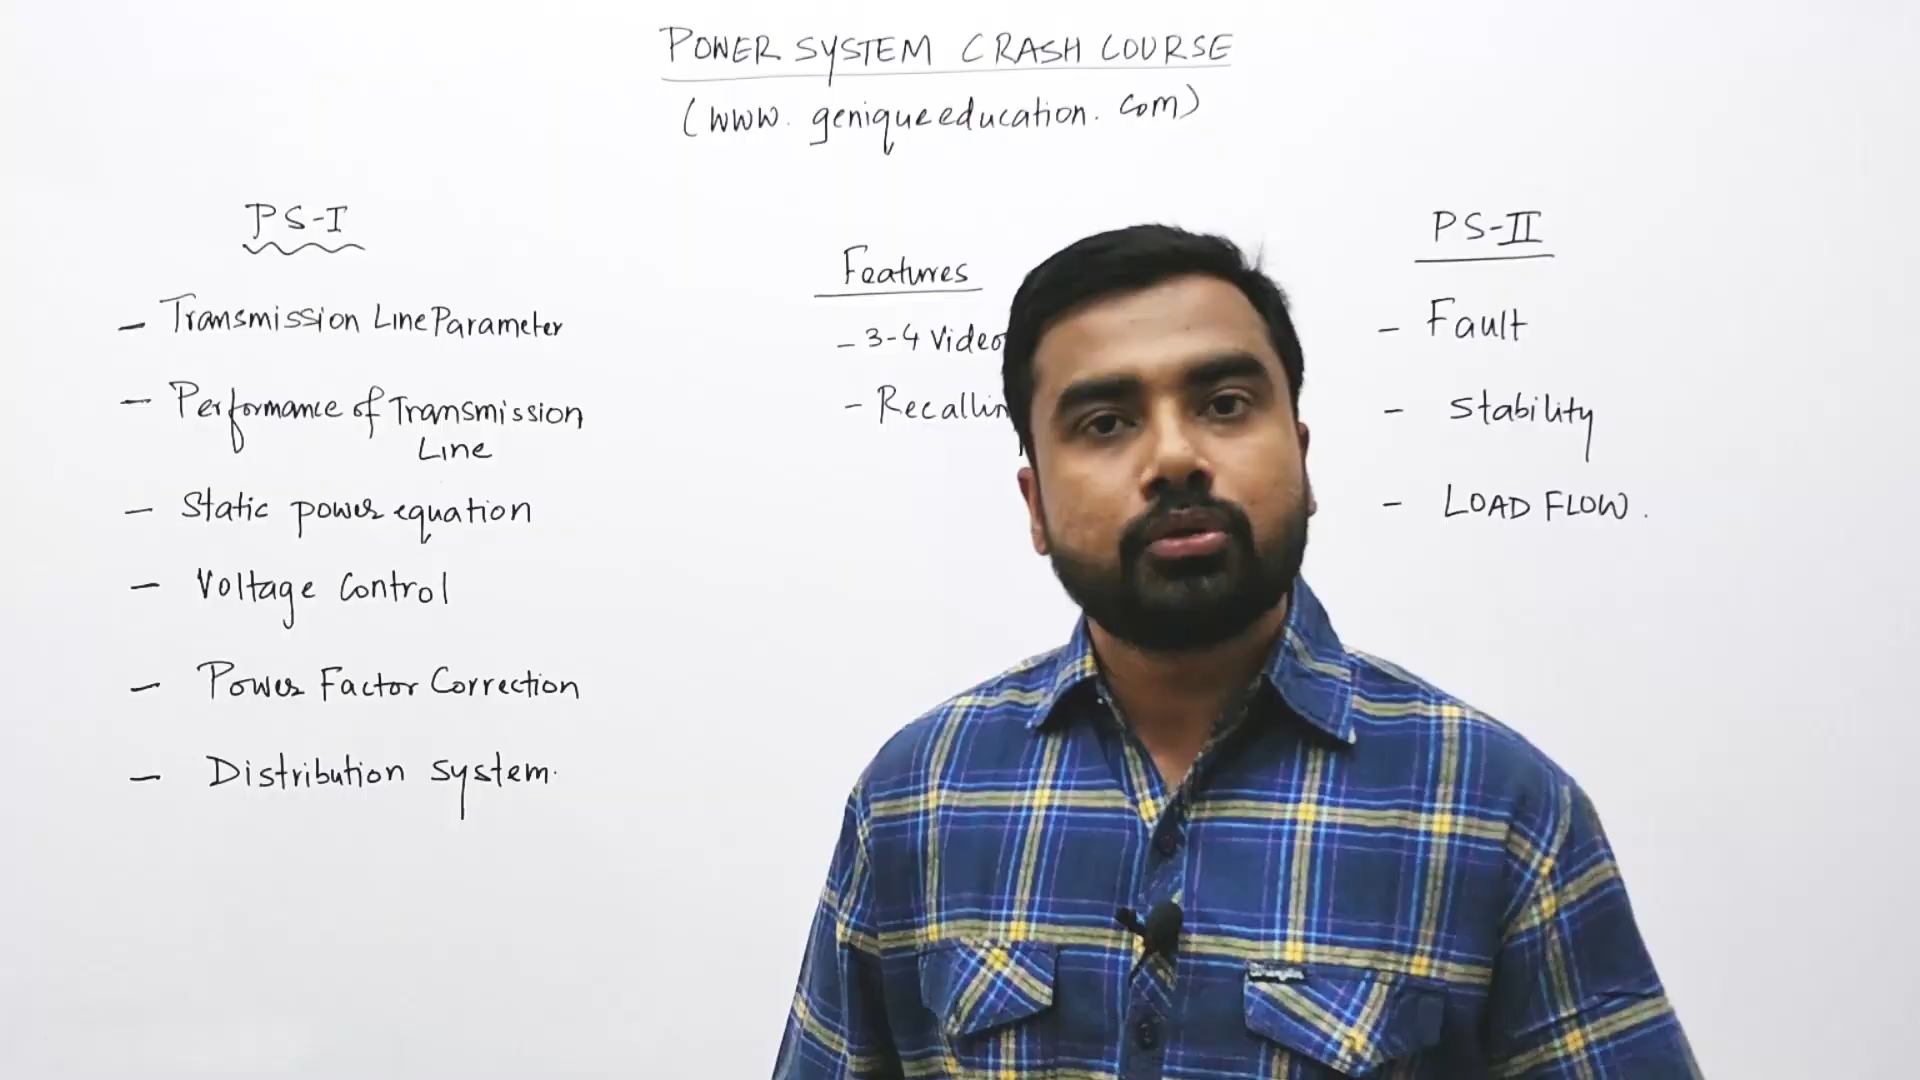 POWER SYSTEM CRASH COURSE
(www.geniqueeducation.com)
PS-I
- Transmission Line Parameter
- Performance of Transmission
Line
- Static power equation
- Voltage Control
- Power Factor Correction
- Distribution system.
Features
- 3-4 Video
- Recallin
PS-II
- Fault
- Stability
- LOAD FLOW.